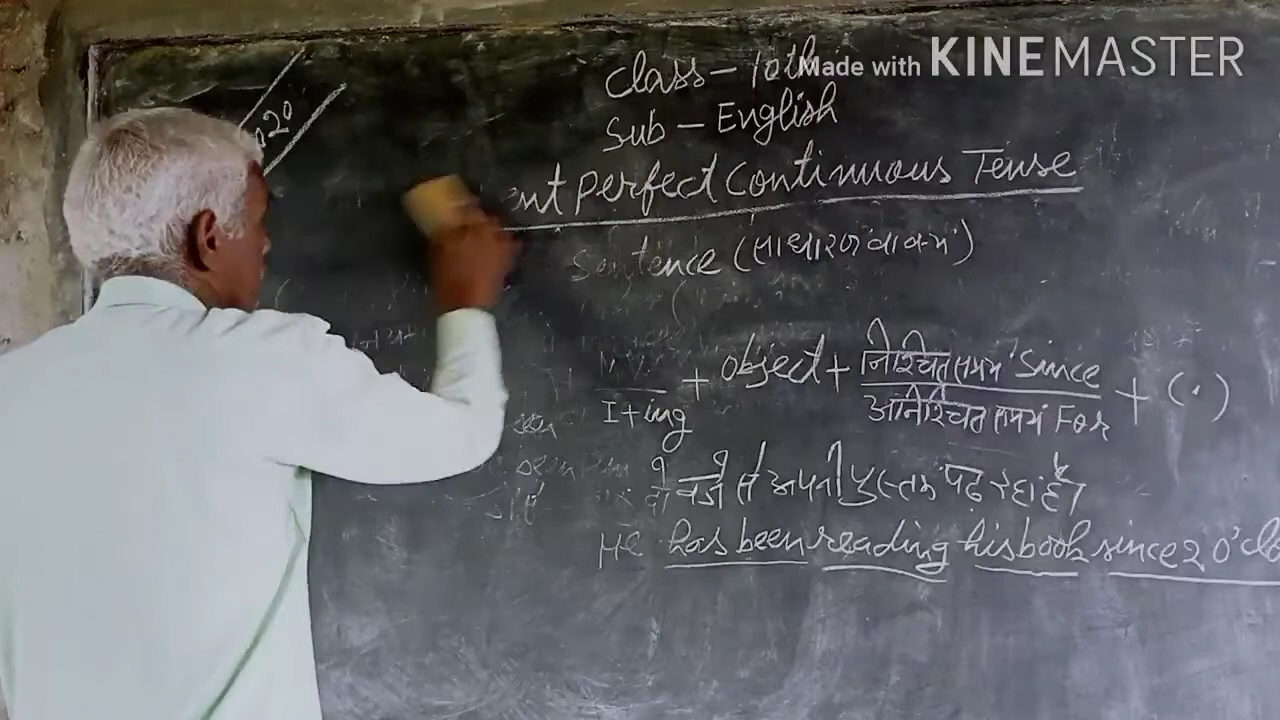 Made with KINEMASTER
2020
Class - 10th
Sub - English
ent Perfect Continuous Tense
Sentence (साधारण वाक्य)
M.V. + object + निश्चित समय Since + (.)
I + ing अनिश्चित समय For
दो बजे से अपनी पुस्तक पढ़ रहा है।
He has been reading his book since 2 O'clo